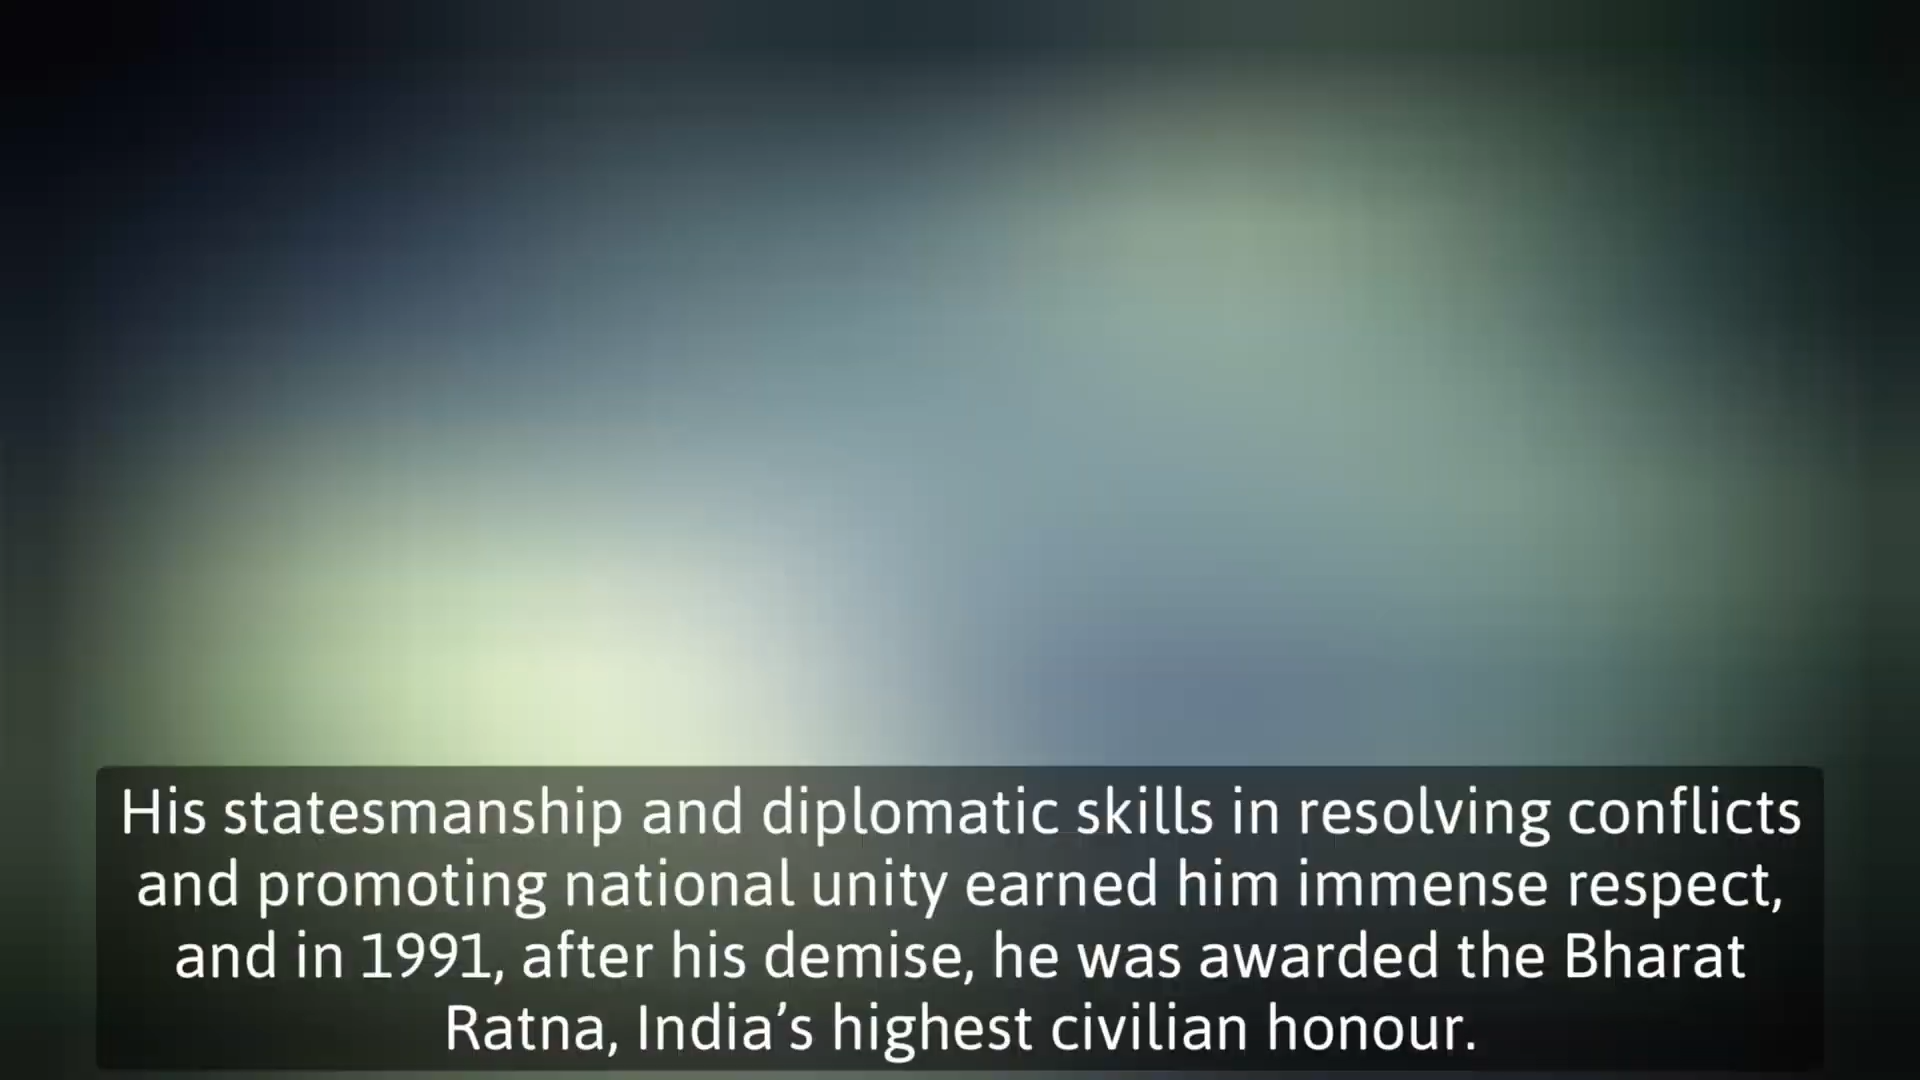 His statesmanship and diplomatic skills in resolving conflicts
and promoting national unity earned him immense respect,
and in 1991, after his demise, he was awarded the Bharat
Ratna, India’s highest civilian honour.